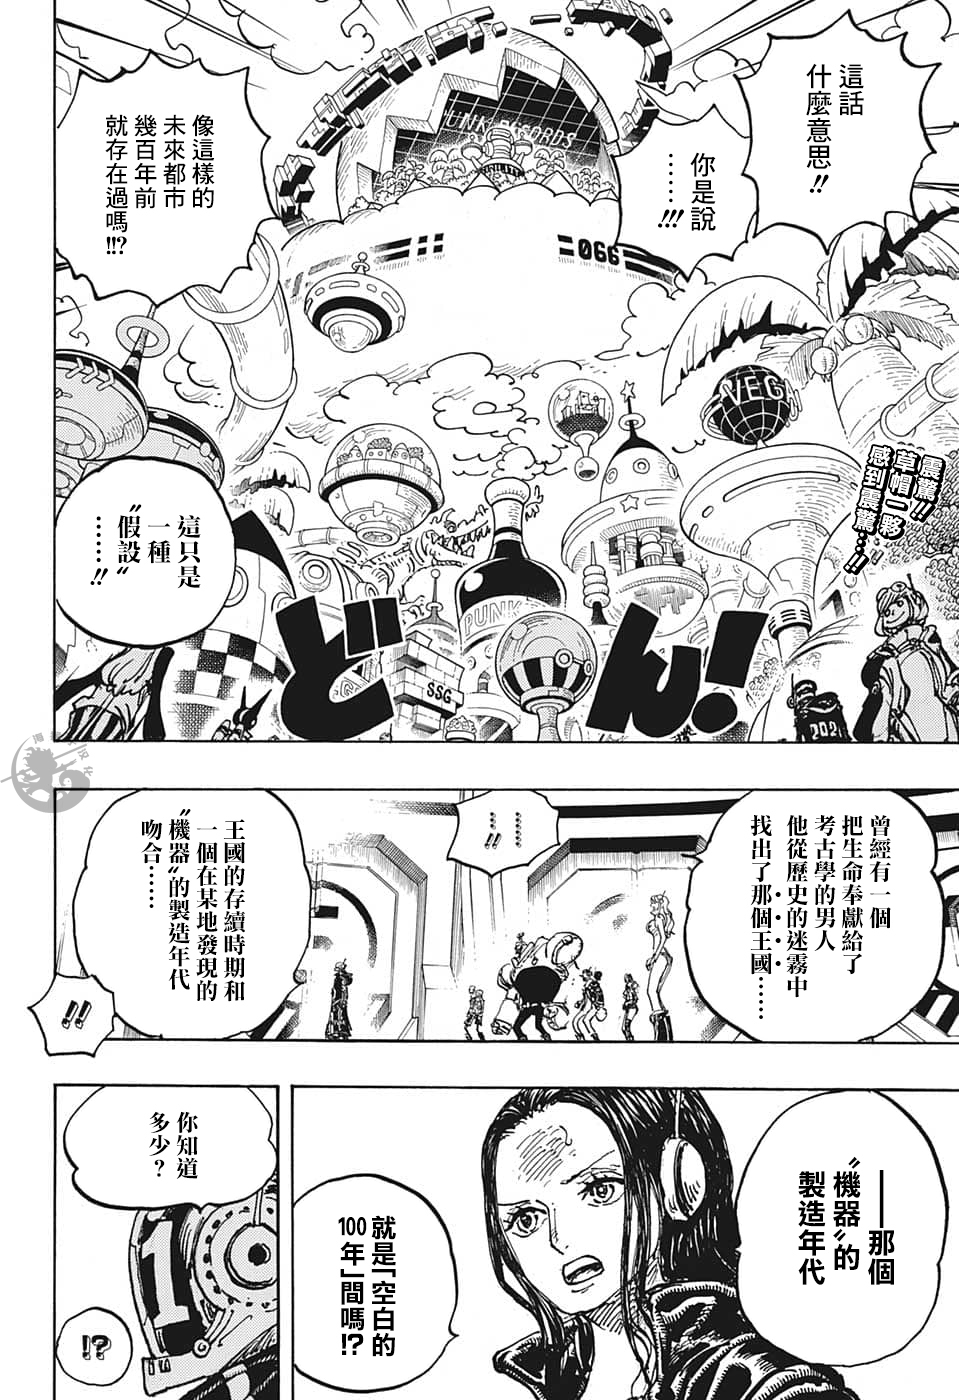 這話
什麼意思!!
你是說
……!!!
像這樣的
未來都市
幾百年前
就存在過嗎!!?
PUNK RECORDS
066
VEGA
震驚!!
草帽一夥
感到震驚…!!
這只是
一種
"假設"
……!!
PUNK
SSG
どん!
2021
曾經有一個
把生命奉獻給了
考古學的男人
他從歷史的迷霧中
找出了那個王國……
……!!
王國的存續時期和
一個在某地發現的
"機器"的製造年代
吻合……
!!
——那個
"機器"的
製造年代
就是「空白的
100年」間嗎!?
你知道
多少?
1
!?